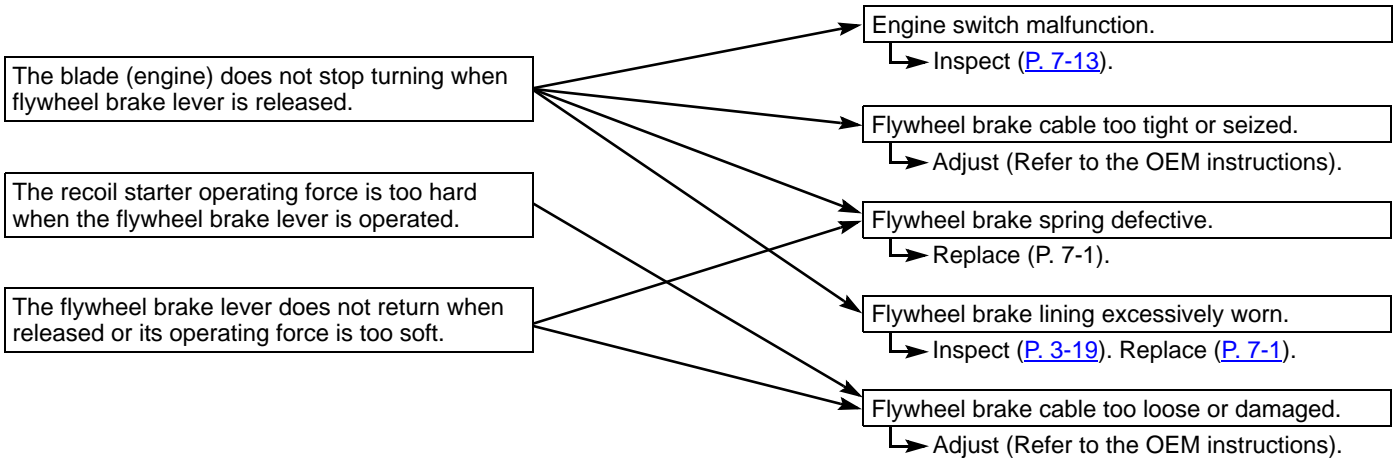 The blade (engine) does not stop turning when
flywheel brake lever is released.
The recoil starter operating force is too hard
when the flywheel brake lever is operated.
The flywheel brake lever does not return when
released or its operating force is too soft.
Engine switch malfunction.
Inspect (P. 7-13).
Flywheel brake cable too tight or seized.
Adjust (Refer to the OEM instructions).
Flywheel brake spring defective.
Replace (P. 7-1).
Flywheel brake lining excessively worn.
Inspect (P. 3-19). Replace (P. 7-1).
Flywheel brake cable too loose or damaged.
Adjust (Refer to the OEM instructions).